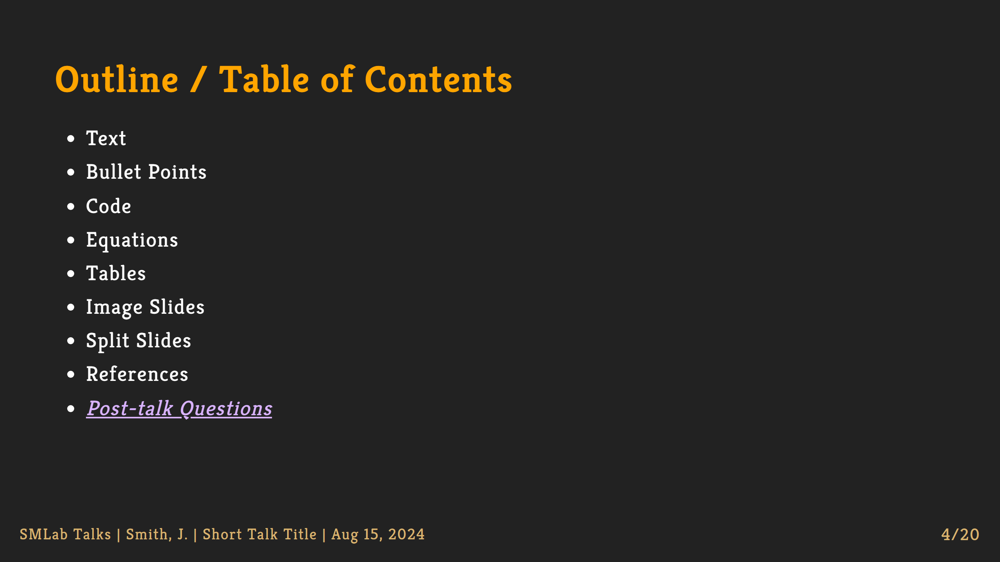 Outline / Table of Contents
• Text
• Bullet Points
• Code
• Equations
• Tables
• Image Slides
• Split Slides
• References
• Post-talk Questions
SMLab Talks | Smith, J. | Short Talk Title | Aug 15, 2024
4/20